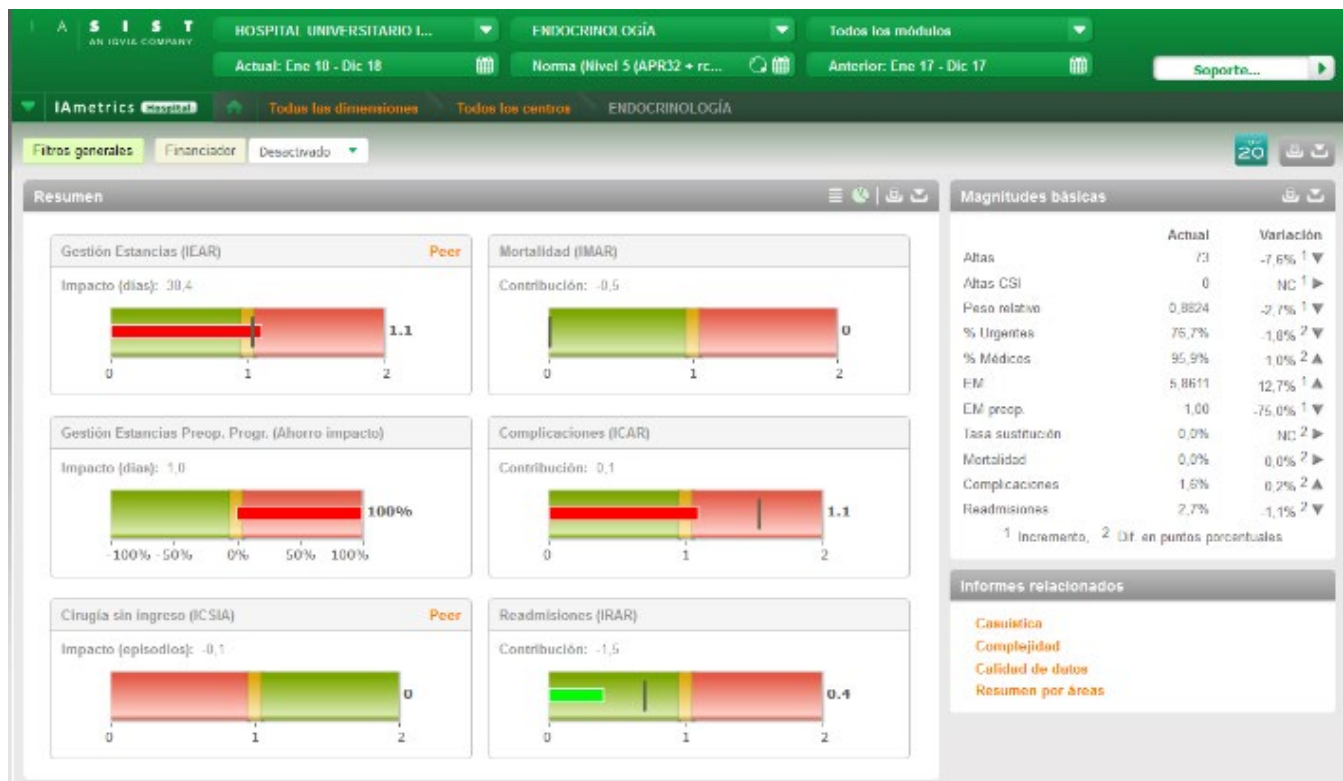 I A S I S T
AN IQVIA COMPANY
HOSPITAL UNIVERSITARIO I...
ENDOCRINOLOGÍA
Todos los módulos
Actual: Ene 18 - Dic 18
Norma (Nivel 5 (APR32 + rc...
Anterior: Ene 17 - Dic 17
Soporte...
IAmetrics Hospital
Todas las dimensiones
Todos los centros
ENDOCRINOLOGÍA
Filtros generales
Financiador
Desactivado
20
Resumen
Gestión Estancias (IEAR)
Peer
Impacto (días): 38,4
1.1
0 1 2
Mortalidad (IMAR)
Contribución: -0,5
0
0 1 2
Gestión Estancias Preop. Progr. (Ahorro impacto)
Impacto (días): 1,0
100%
-100% -50% 0% 50% 100%
Complicaciones (ICAR)
Contribución: 0,1
1.1
0 1 2
Cirugía sin ingreso (ICSIA)
Peer
Impacto (episodios): -0,1
0
0 1 2
Readmisiones (IRAR)
Contribución: -1,5
0.4
0 1 2
Magnitudes básicas
Actual Variación
Altas 73 -7,6% 1 ▼
Altas CSI 0 NC 1 ▶
Peso relativo 0,8824 -2,7% 1 ▼
% Urgentes 76,7% -1,8% 2 ▼
% Médicos 95,9% 1,0% 2 ▲
EM 5,8611 12,7% 1 ▲
EM preop. 1,00 -75,0% 1 ▼
Tasa sustitución 0,0% NC 2 ▶
Mortalidad 0,0% 0,0% 2 ▶
Complicaciones 1,6% 0,2% 2 ▲
Readmisiones 2,7% -1,1% 2 ▼
1 Incremento, 2 Dif. en puntos porcentuales
Informes relacionados
Casuística
Complejidad
Calidad de datos
Resumen por áreas